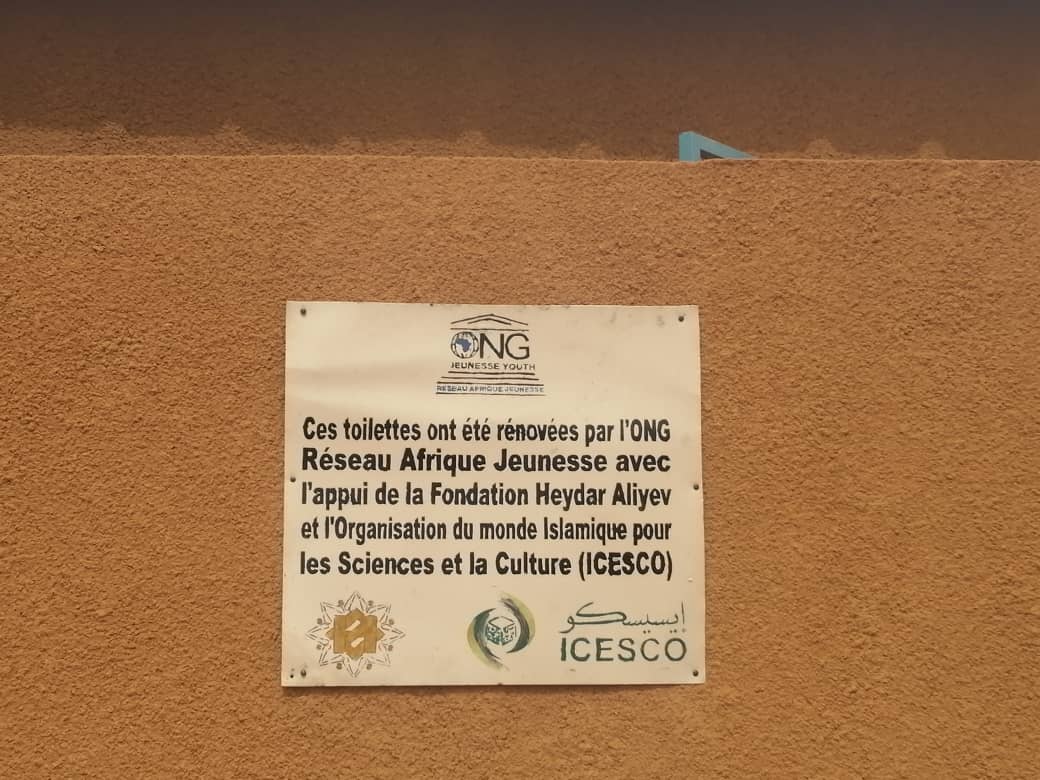 ONG
JEUNESSE YOUTH
RESEAU AFRIQUE JEUNESSE
Ces toilettes ont été rénovées par l'ONG
Réseau Afrique Jeunesse avec
l'appui de la Fondation Heydar Aliyev
et l'Organisation du monde Islamique pour
les Sciences et la Culture (ICESCO)
إيسيسكو
ICESCO